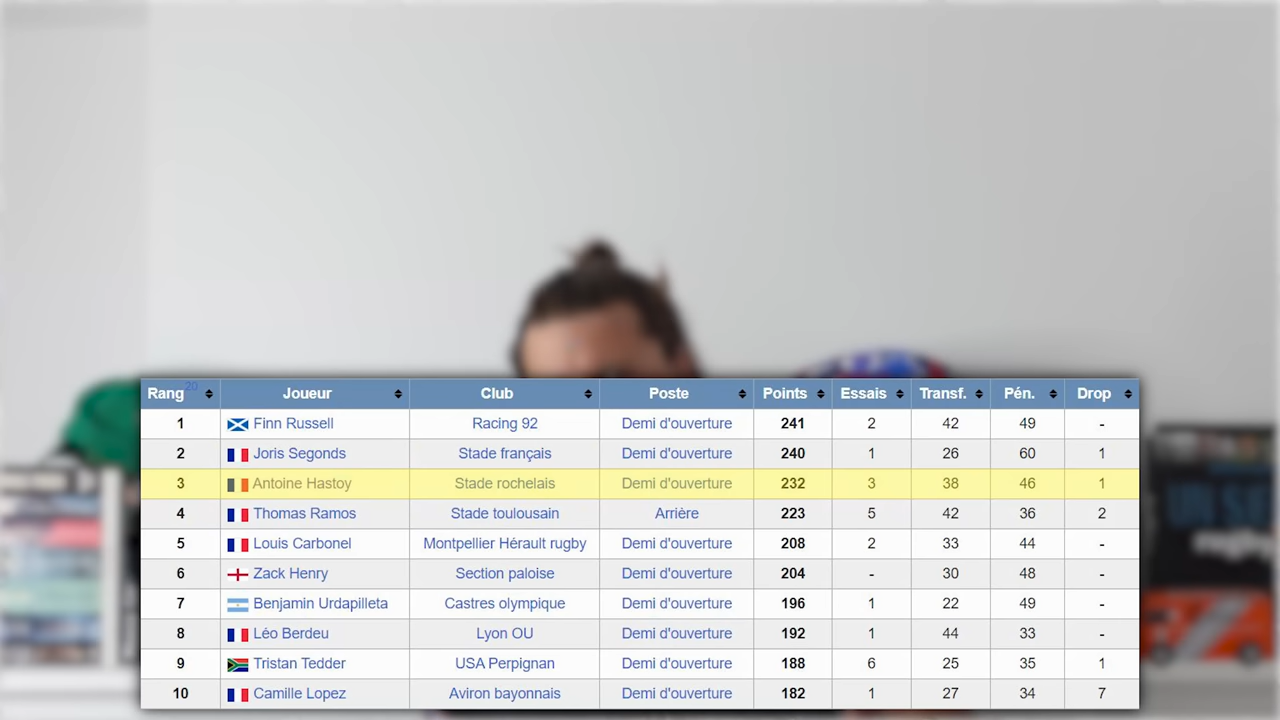 Rang20 Joueur Club Poste Points Essais Transf. Pén. Drop
1 Finn Russell Racing 92 Demi d'ouverture 241 2 42 49 -
2 Joris Segonds Stade français Demi d'ouverture 240 1 26 60 1
3 Antoine Hastoy Stade rochelais Demi d'ouverture 232 3 38 46 1
4 Thomas Ramos Stade toulousain Arrière 223 5 42 36 2
5 Louis Carbonel Montpellier Hérault rugby Demi d'ouverture 208 2 33 44 -
6 Zack Henry Section paloise Demi d'ouverture 204 - 30 48 -
7 Benjamin Urdapilleta Castres olympique Demi d'ouverture 196 1 22 49 -
8 Léo Berdeu Lyon OU Demi d'ouverture 192 1 44 33 -
9 Tristan Tedder USA Perpignan Demi d'ouverture 188 6 25 35 1
10 Camille Lopez Aviron bayonnais Demi d'ouverture 182 1 27 34 7
UN SIÈ
rugby